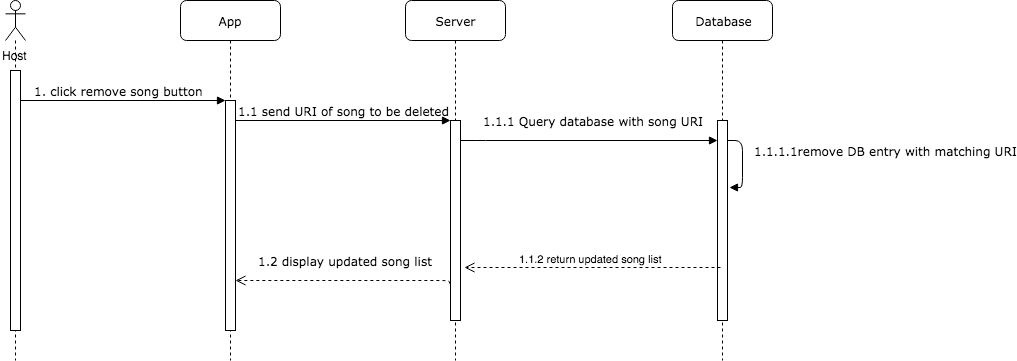 App
Server
Database
Host
1. click remove song button
1.1 send URI of song to be deleted
1.1.1 Query database with song URI
1.1.1.1remove DB entry with matching URI
1.2 display updated song list
1.1.2 return updated song list